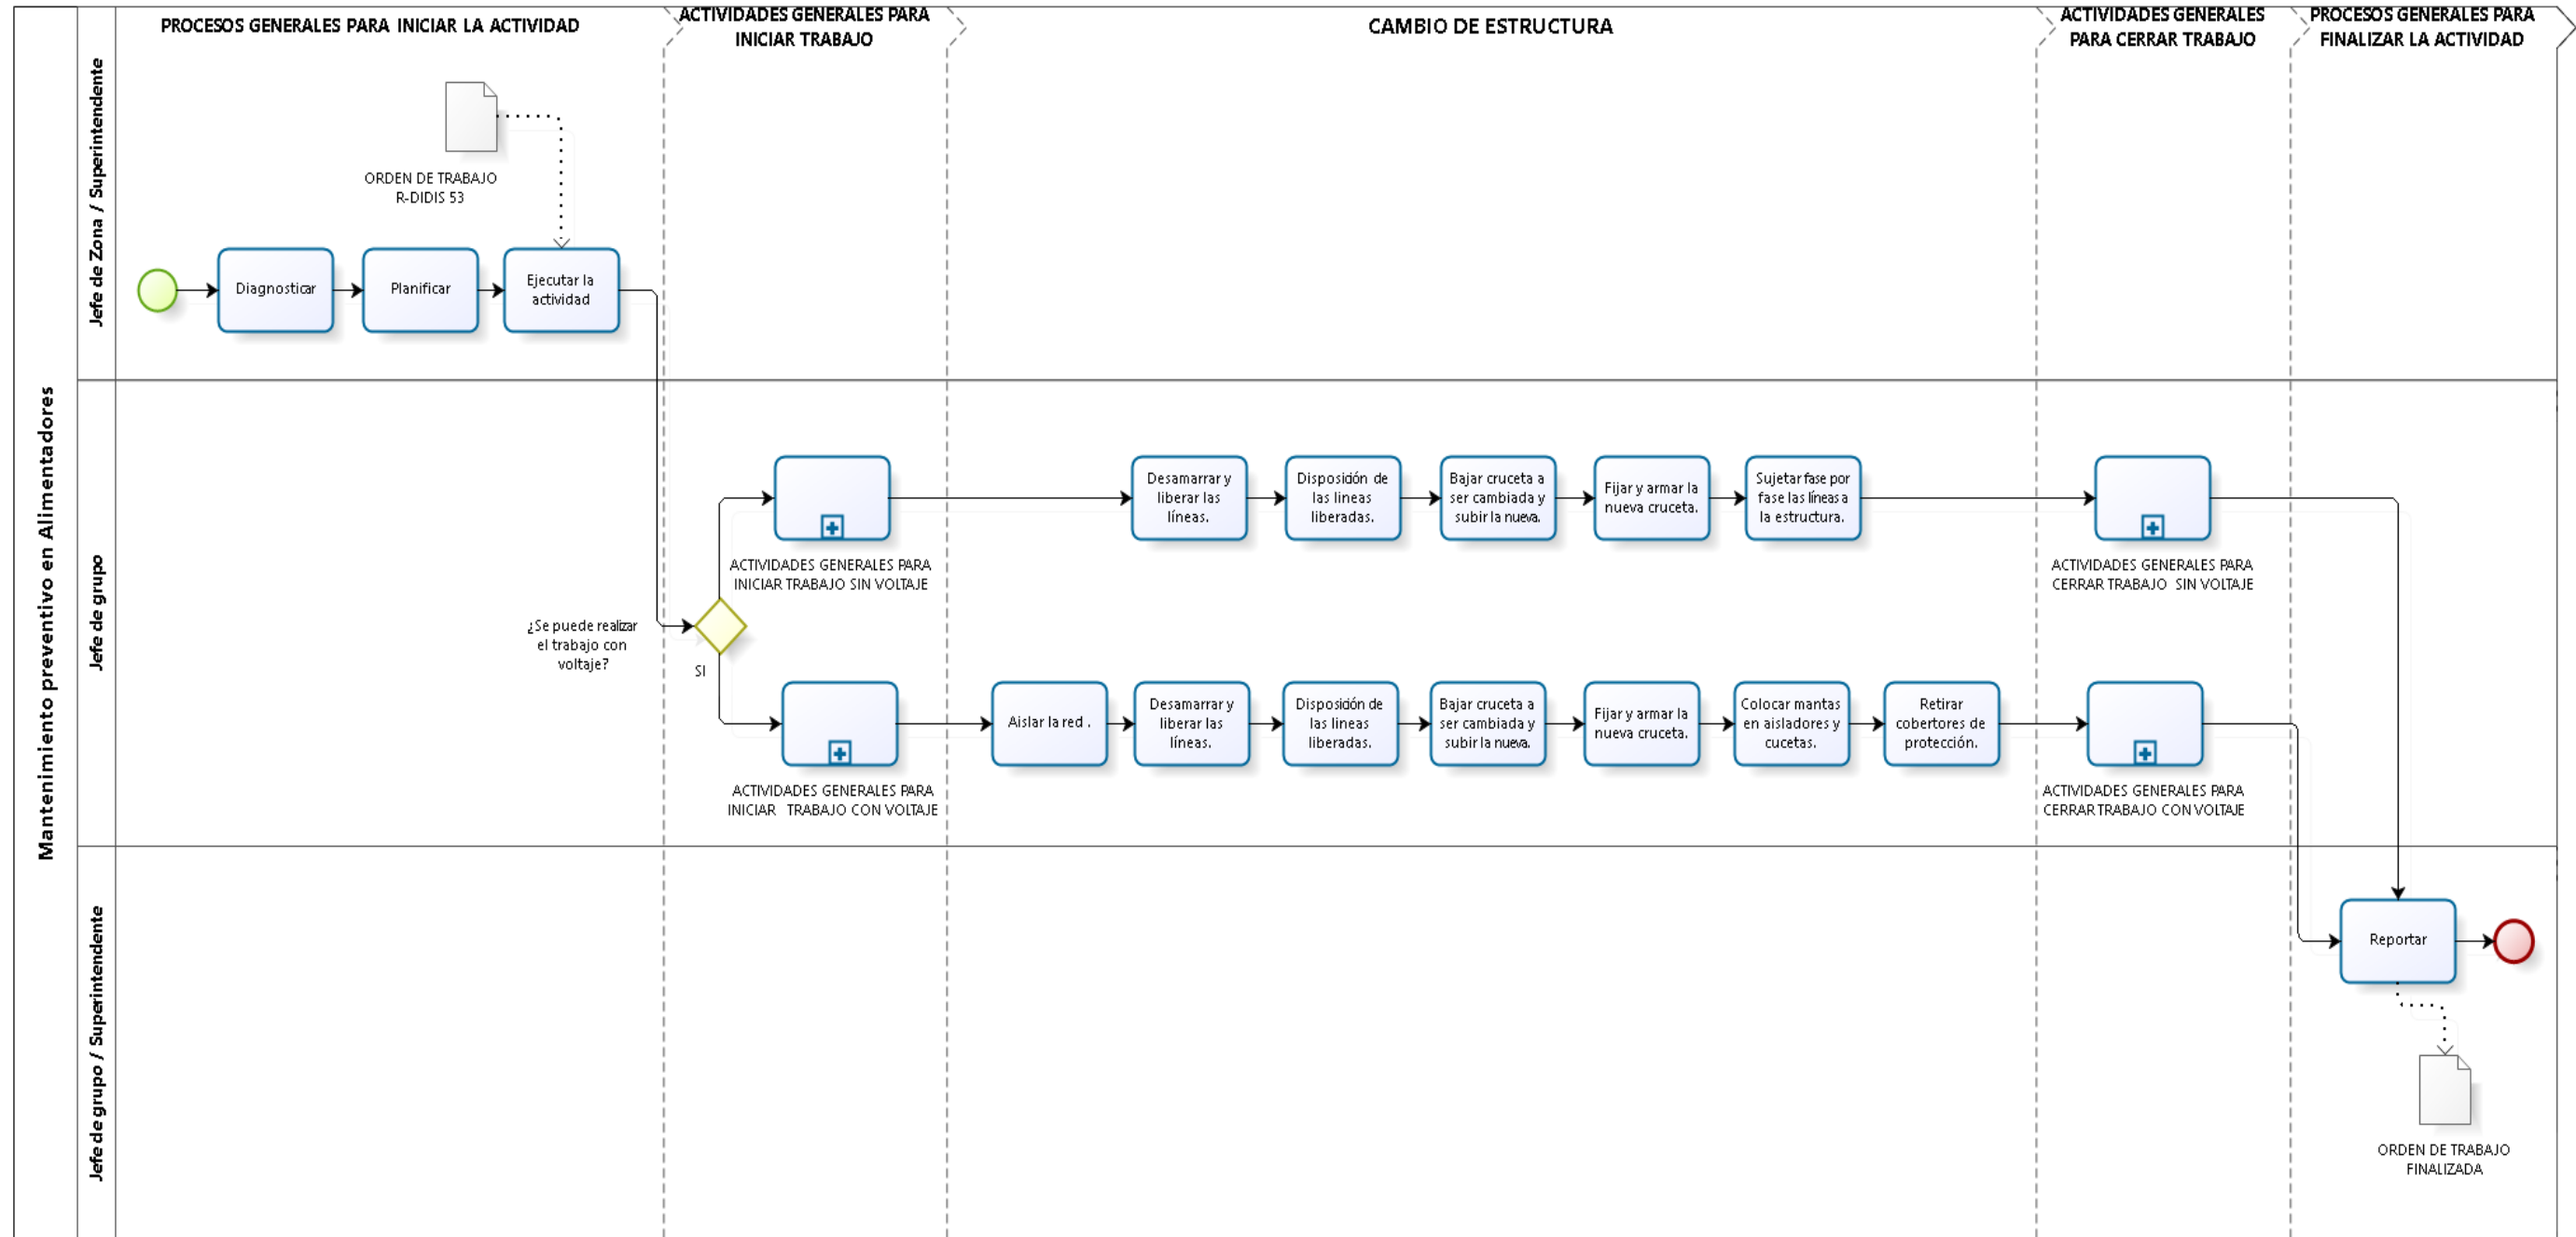 PROCESOS GENERALES PARA INICIAR LA ACTIVIDAD
ACTIVIDADES GENERALES PARA
INICIAR TRABAJO
CAMBIO DE ESTRUCTURA
ACTIVIDADES GENERALES
PARA CERRAR TRABAJO
PROCESOS GENERALES PARA
FINALIZAR LA ACTIVIDAD
Mantenimiento preventivo en Alimentadores
Jefe de Zona / Superintendente
ORDEN DE TRABAJO
R-DIDIS 53
Diagnosticar
Planificar
Ejecutar la
actividad
Jefe de grupo
¿Se puede realizar
el trabajo con
voltaje?
SI
ACTIVIDADES GENERALES PARA
INICIAR TRABAJO SIN VOLTAJE
Desamarrar y
liberar las
líneas.
Disposición de
las lineas
liberadas.
Bajar cruceta a
ser cambiada y
subir la nueva.
Fijar y armar la
nueva cruceta.
Sujetar fase por
fase las líneas a
la estructura.
ACTIVIDADES GENERALES PARA
CERRAR TRABAJO SIN VOLTAJE
ACTIVIDADES GENERALES PARA
INICIAR TRABAJO CON VOLTAJE
Aislar la red .
Desamarrar y
liberar las
líneas.
Disposición de
las lineas
liberadas.
Bajar cruceta a
ser cambiada y
subir la nueva.
Fijar y armar la
nueva cruceta.
Colocar mantas
en aisladores y
cucetas.
Retirar
cobertores de
protección.
ACTIVIDADES GENERALES PARA
CERRAR TRABAJO CON VOLTAJE
Jefe de grupo / Superintendente
Reportar
ORDEN DE TRABAJO
FINALIZADA